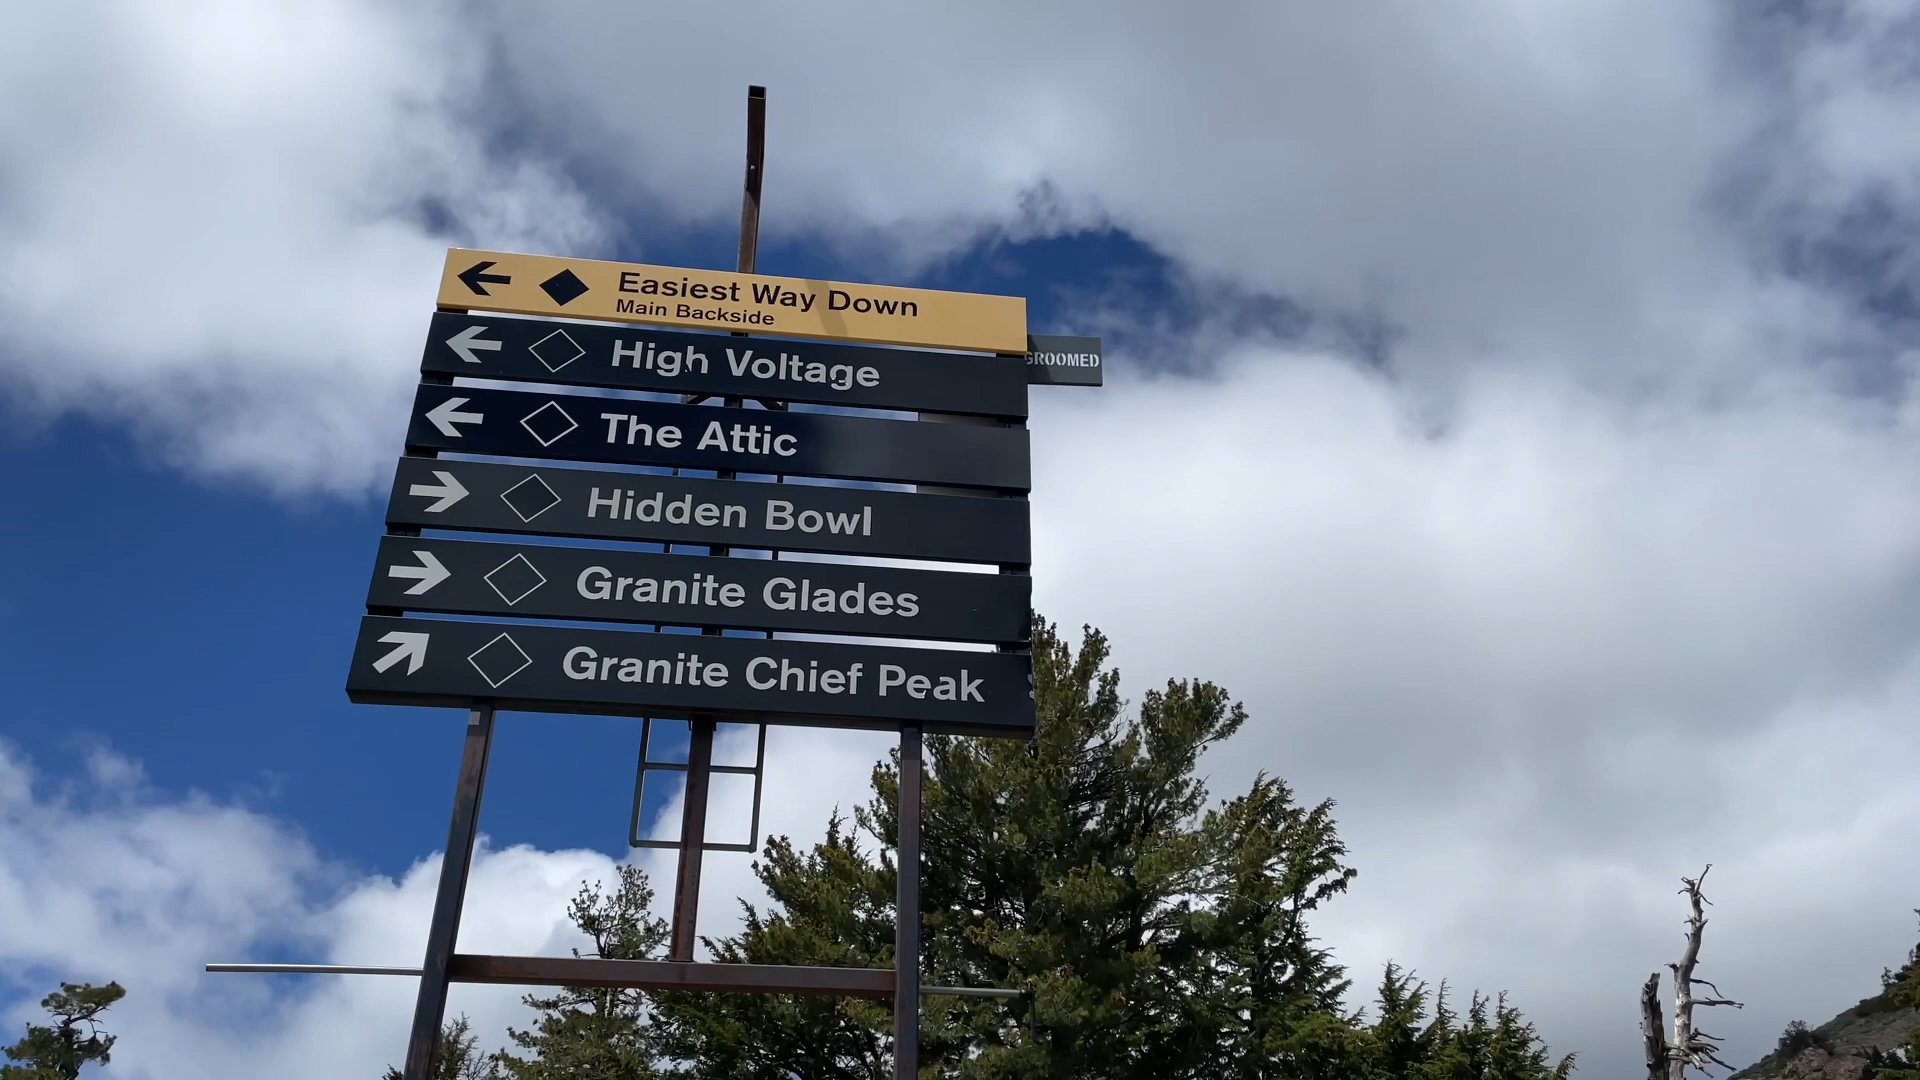 Easiest Way Down
Main Backside
High Voltage
GROOMED
The Attic
Hidden Bowl
Granite Glades
Granite Chief Peak